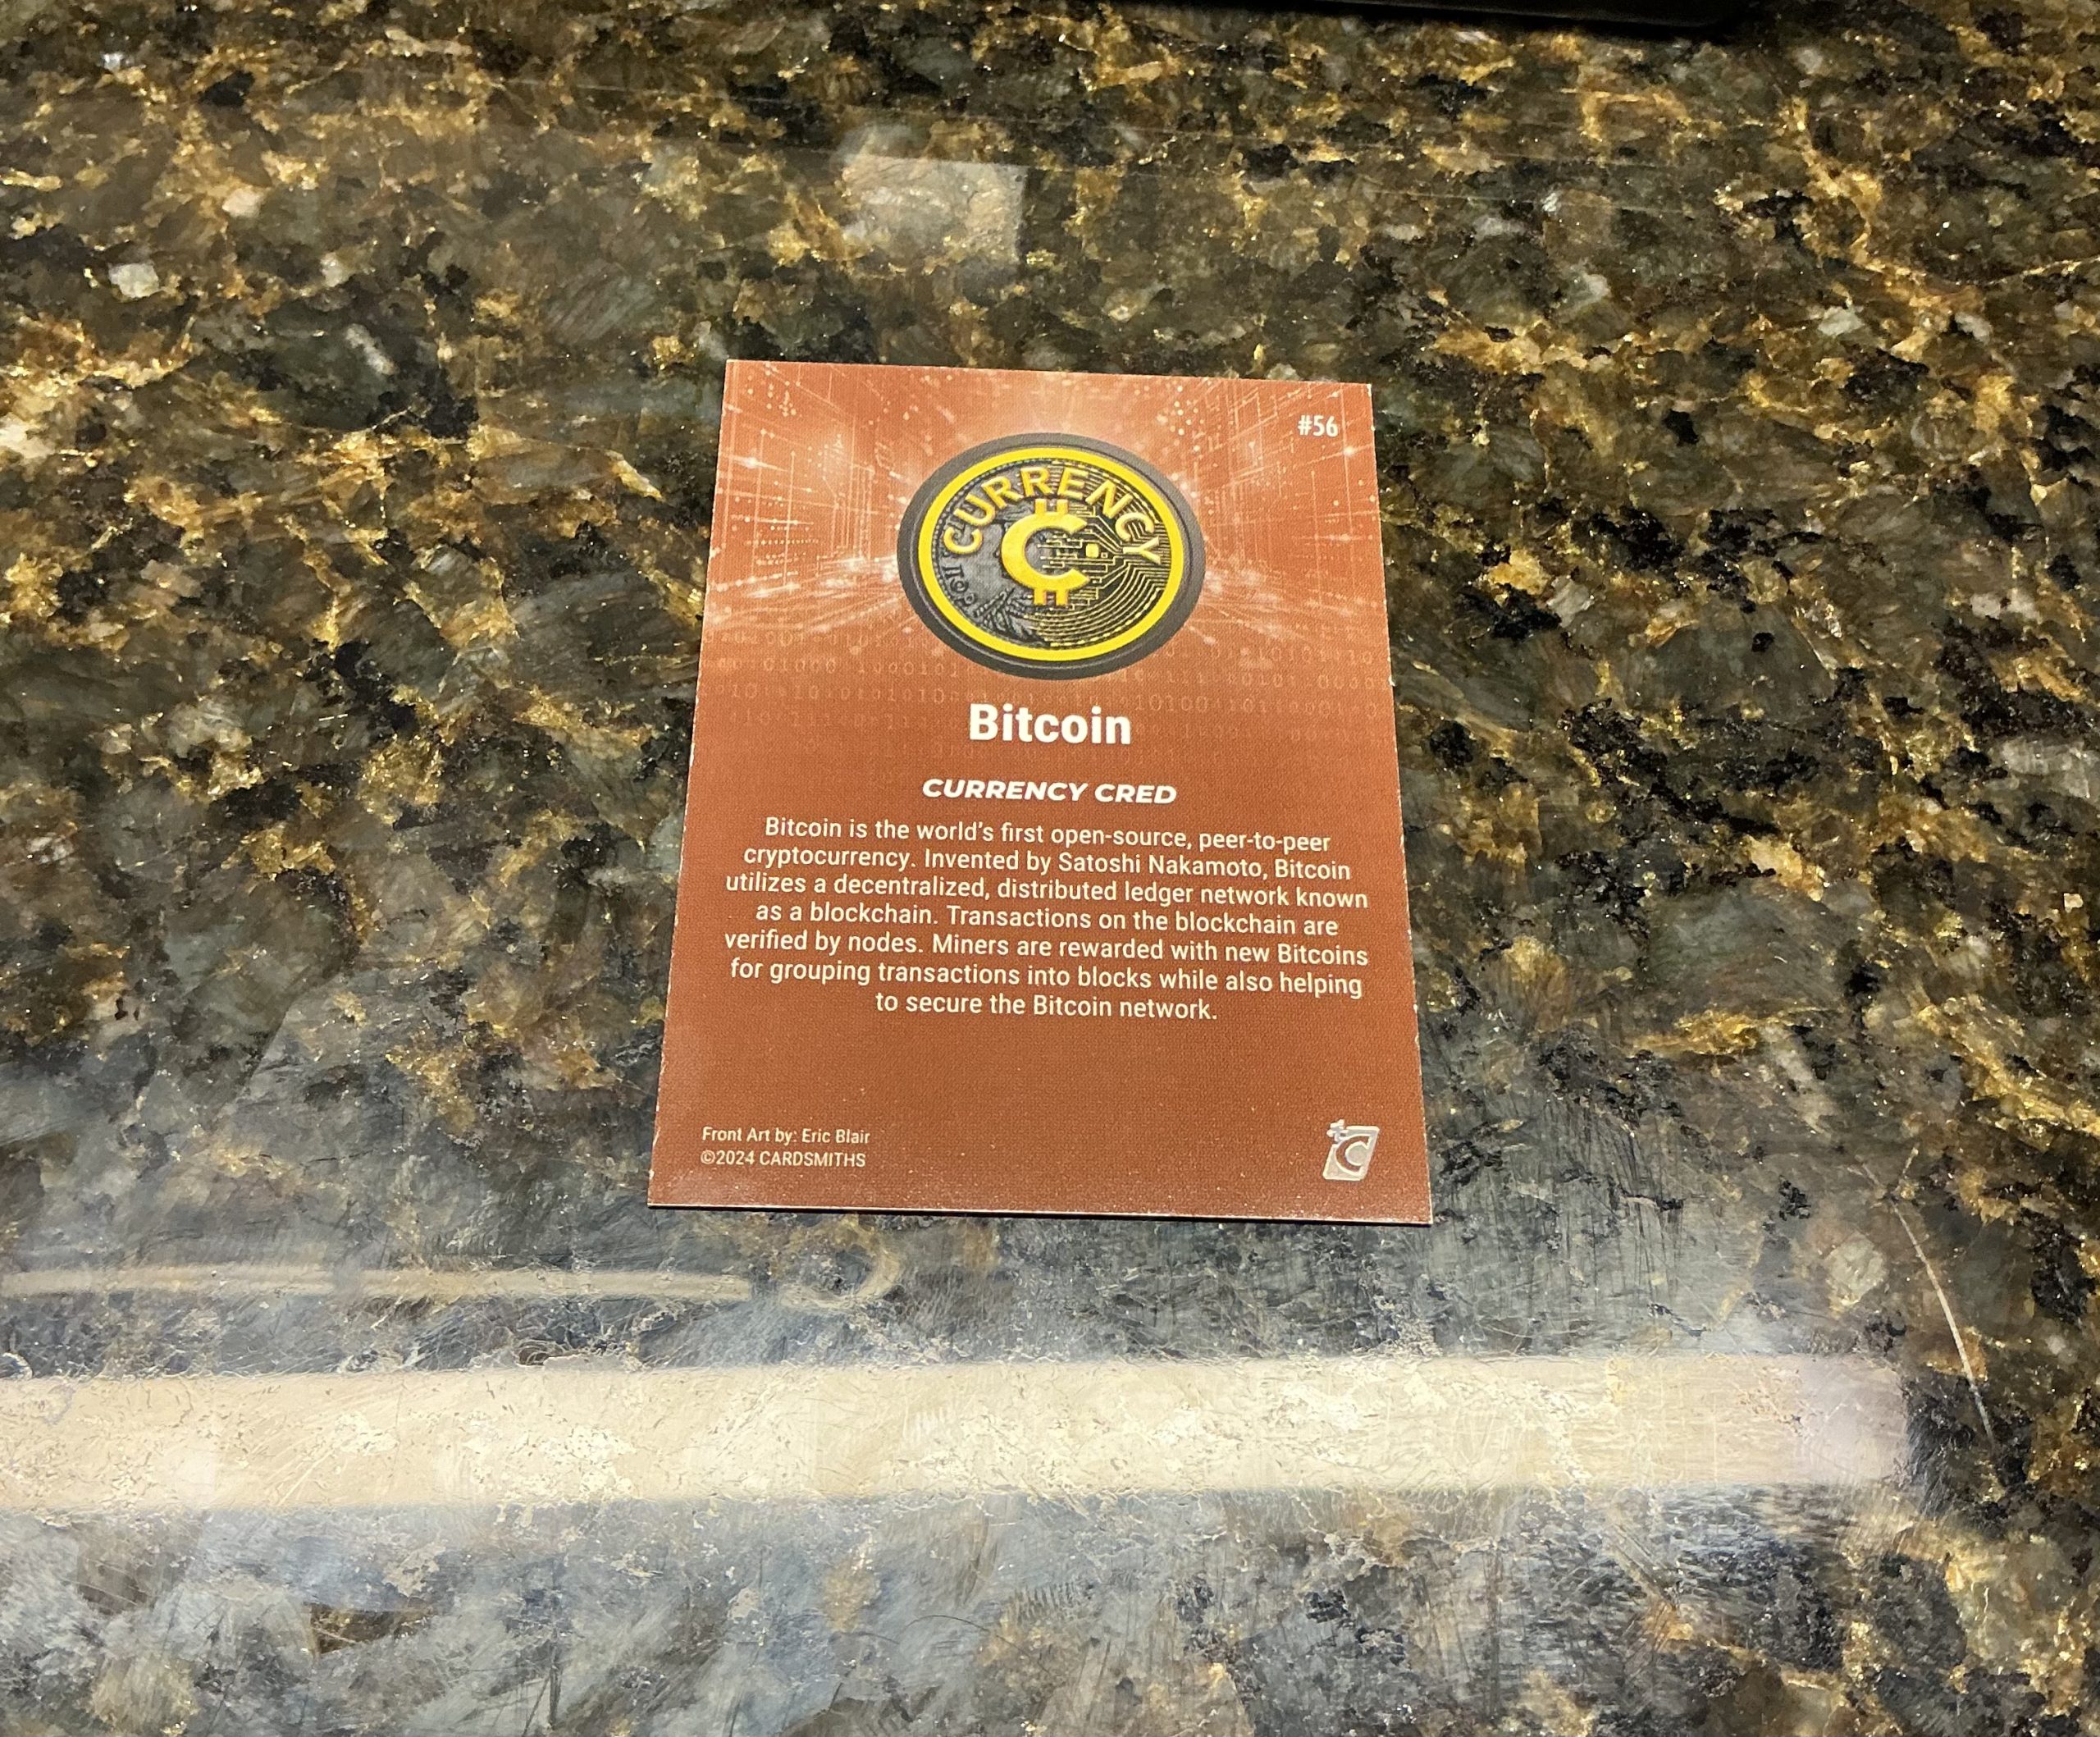 #56
CURRENCY
Bitcoin
CURRENCY CRED
Bitcoin is the world's first open-source, peer-to-peer
cryptocurrency. Invented by Satoshi Nakamoto, Bitcoin
utilizes a decentralized, distributed ledger network known
as a blockchain. Transactions on the blockchain are
verified by nodes. Miners are rewarded with new Bitcoins
for grouping transactions into blocks while also helping
to secure the Bitcoin network.
Front Art by: Eric Blair
©2024 CARDSMITHS